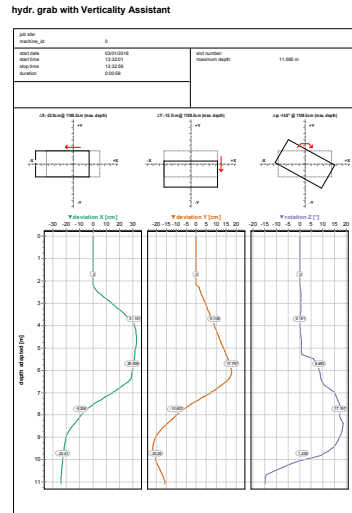 hydr. grab with Verticality Assistant
job site:
machine_id: 0
start date 03/01/2018 slot number:
start time 13:32:01 maximum depth: 11.085 m
stop time 13:32:59
duration 0:00:58
+Y +Y +Y
-X +X -X +X -X +X
-Y -Y -Y
▼deviation X [cm] ▼deviation Y [cm] ▼rotation Z [°]
-30 -20 -10 0 10 20 30 -20 -15 -10 -5 0 5 10 15 20 -20 -15 -10 -5 0 5 10 15 20
depth adjusted [m]
0
1
2
3
4
5
6
7
8
9
10
11